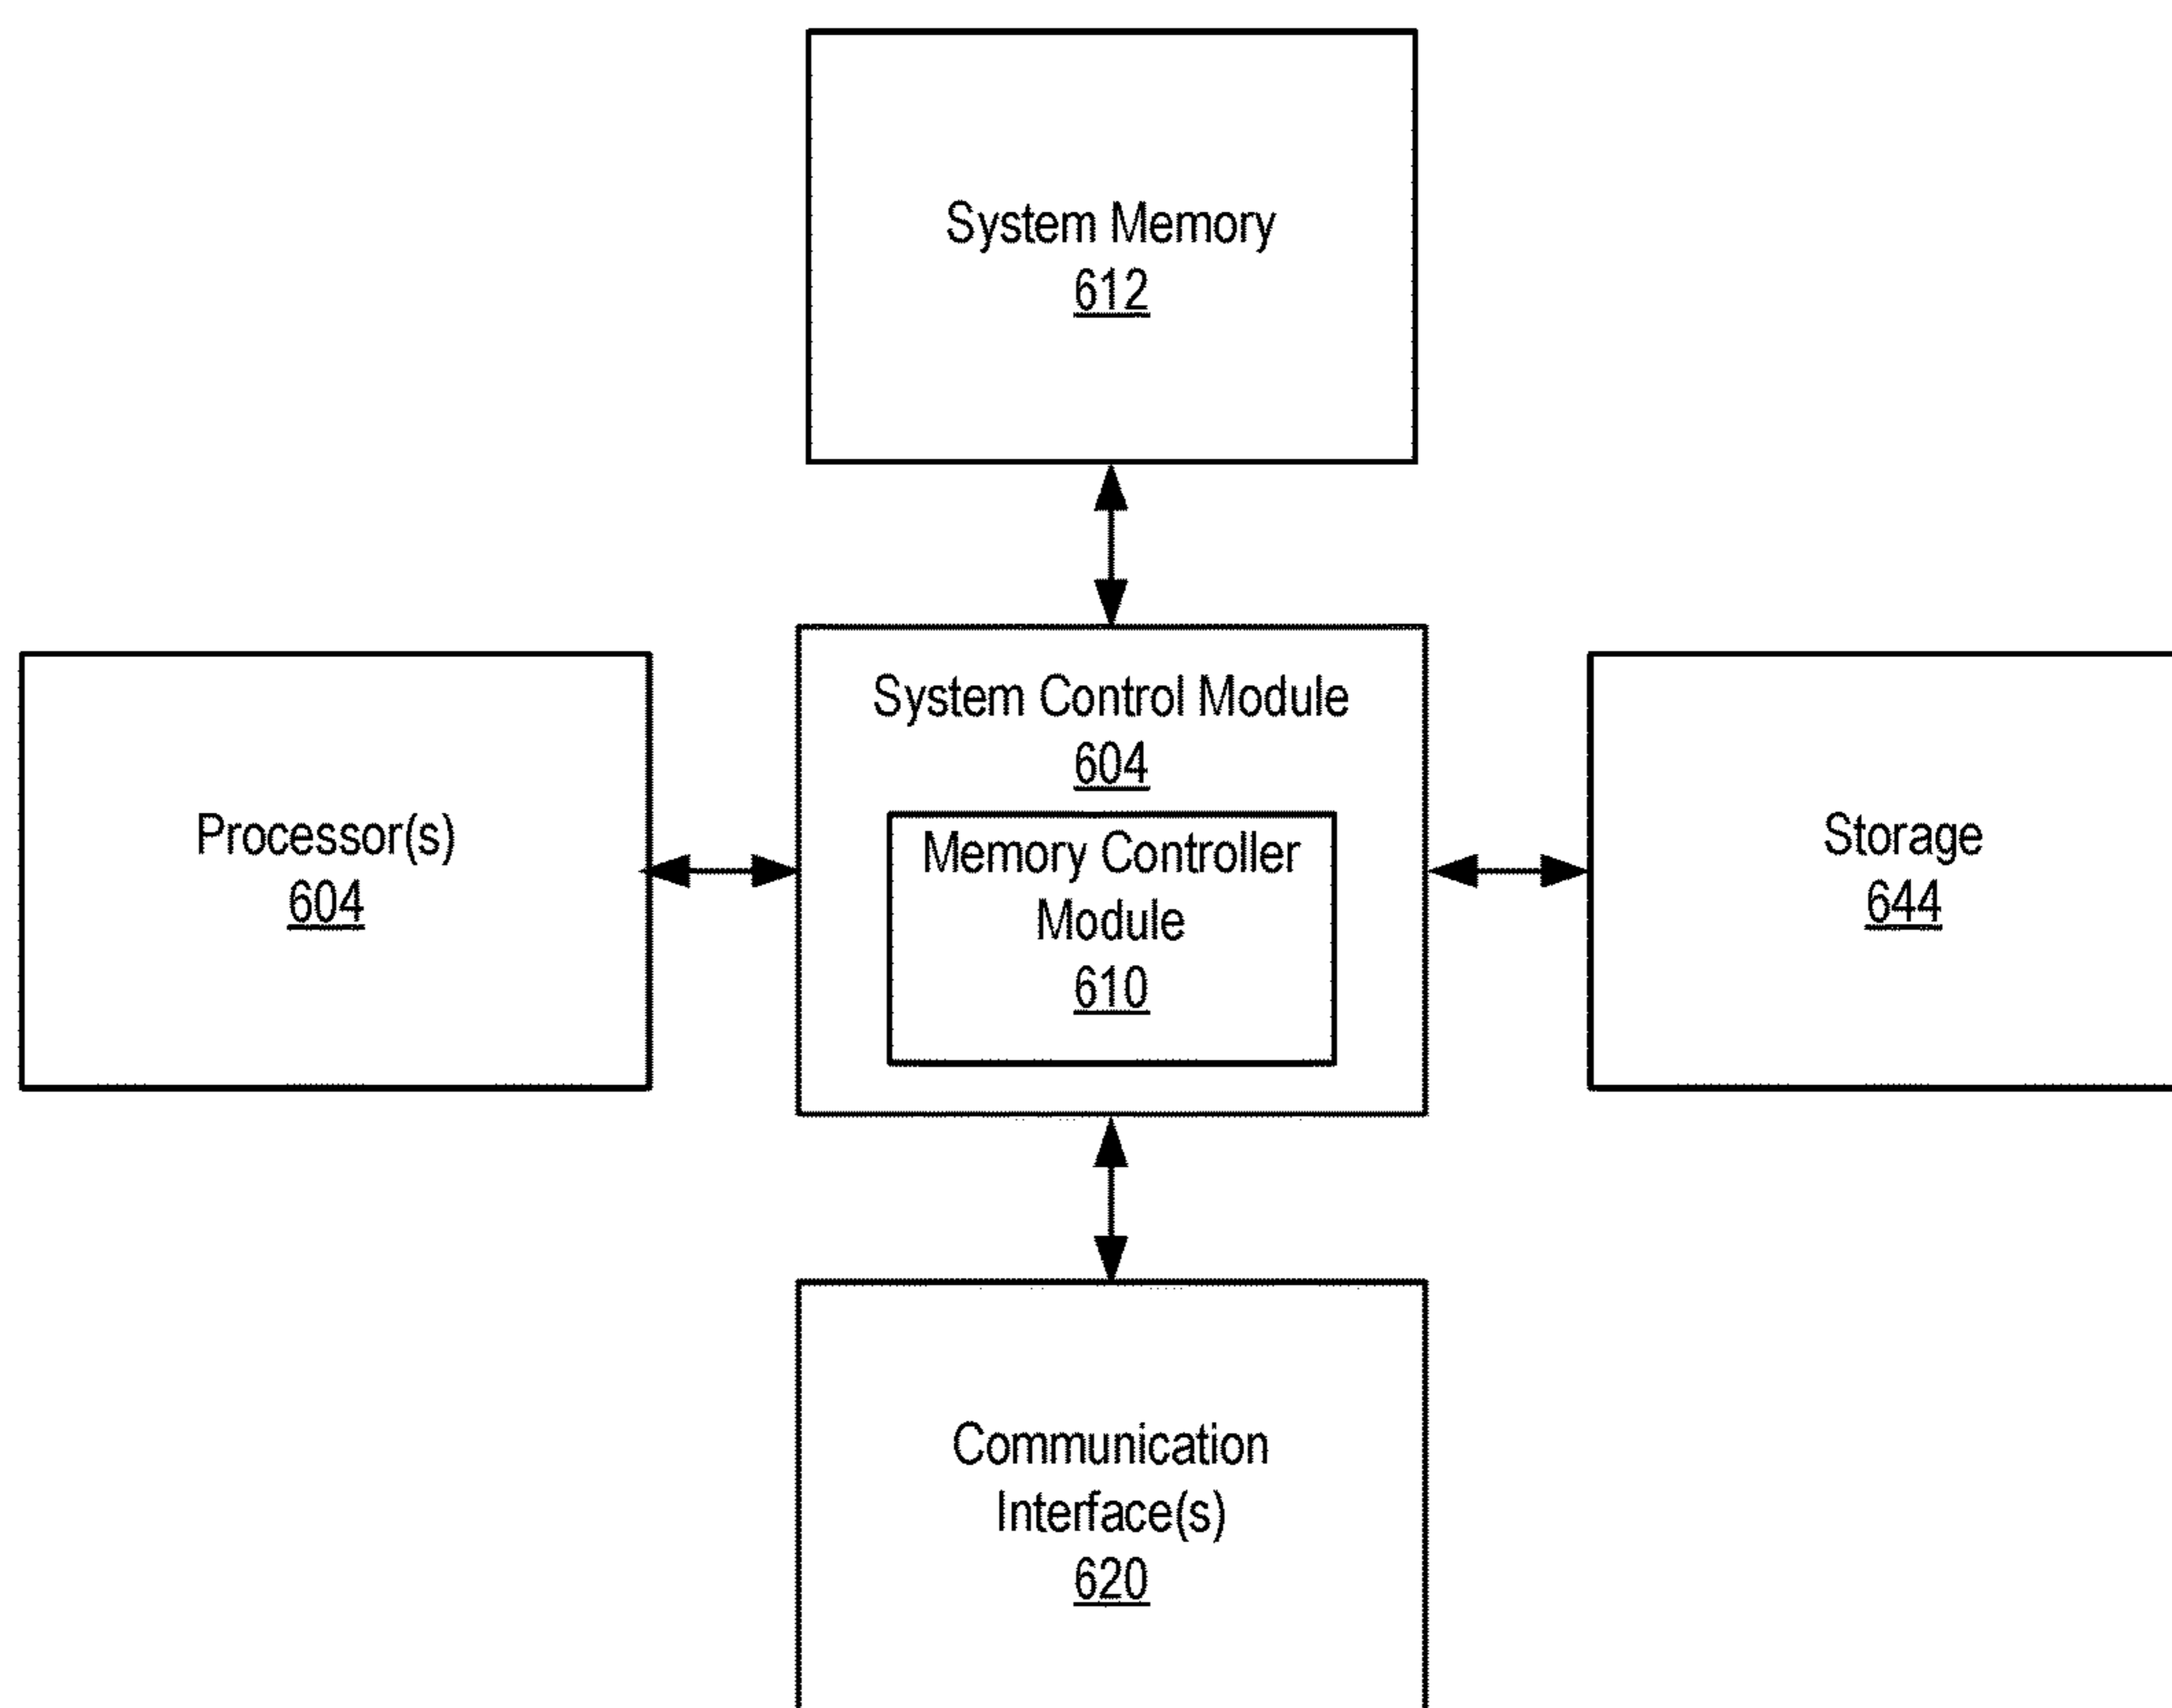 System Memory
612
System Control Module
604
Processor(s)
604
Memory Controller
Module
610
Storage
644
Communication
Interface(s)
620